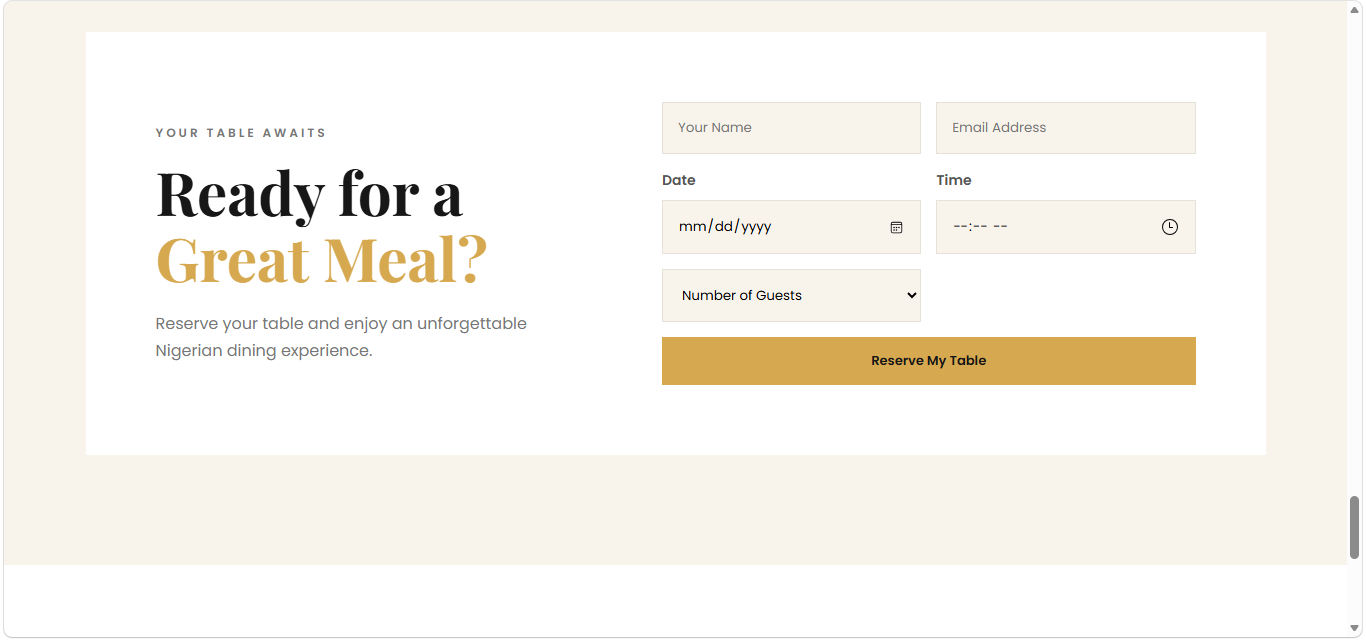 YOUR TABLE AWAITS
Ready for a
Great Meal?
Reserve your table and enjoy an unforgettable
Nigerian dining experience.
Your Name
Email Address
Date
Time
mm/dd/yyyy
--:-- --
Number of Guests
Reserve My Table